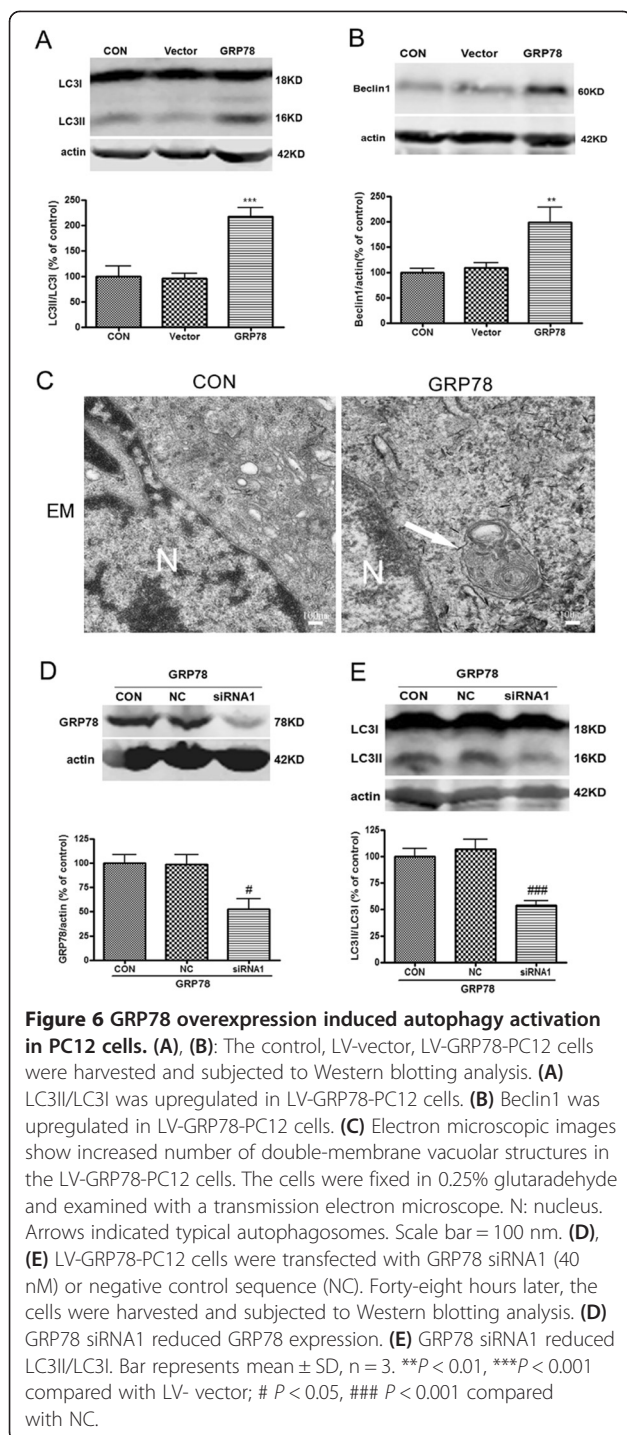 A
CON Vector GRP78
LC3I 18KD
LC3II 16KD
actin 42KD
LC3II/LC3I (% of control)
250
200
150
100
50
0
***
CON Vector GRP78
B
CON Vector GRP78
Beclin1 60KD
actin 42KD
Beclin1/actin(% of control)
250
200
150
100
50
0
**
CON Vector GRP78
C
CON GRP78
EM
N
100nm
N
D
GRP78
CON NC siRNA1
GRP78 78KD
actin 42KD
GRP78/actin (% of control)
125
100
75
50
25
0
#
CON NC siRNA1
GRP78
E
GRP78
CON NC siRNA1
LC3I 18KD
LC3II 16KD
actin 42KD
LC3II/LC3I (% of control)
125
100
75
50
25
0
###
CON NC siRNA1
GRP78
Figure 6 GRP78 overexpression induced autophagy activation
in PC12 cells. (A), (B): The control, LV-vector, LV-GRP78-PC12 cells
were harvested and subjected to Western blotting analysis. (A)
LC3II/LC3I was upregulated in LV-GRP78-PC12 cells. (B) Beclin1 was
upregulated in LV-GRP78-PC12 cells. (C) Electron microscopic images
show increased number of double-membrane vacuolar structures in
the LV-GRP78-PC12 cells. The cells were fixed in 0.25% glutaradehyde
and examined with a transmission electron microscope. N: nucleus.
Arrows indicated typical autophagosomes. Scale bar = 100 nm. (D),
(E) LV-GRP78-PC12 cells were transfected with GRP78 siRNA1 (40
nM) or negative control sequence (NC). Forty-eight hours later, the
cells were harvested and subjected to Western blotting analysis. (D)
GRP78 siRNA1 reduced GRP78 expression. (E) GRP78 siRNA1 reduced
LC3II/LC3I. Bar represents mean ± SD, n = 3. **P < 0.01, ***P < 0.001
compared with LV- vector; # P < 0.05, ### P < 0.001 compared
with NC.